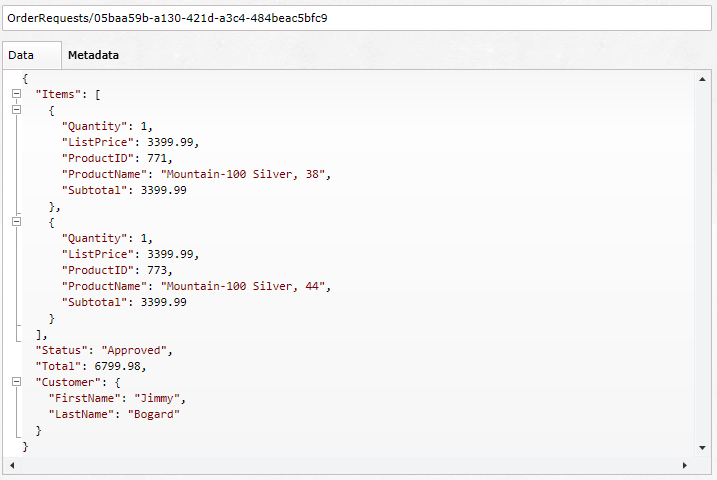 OrderRequests/05baa59b-a130-421d-a3c4-484beac5bfc9
Data Metadata
{
"Items": [
{
"Quantity": 1,
"ListPrice": 3399.99,
"ProductID": 771,
"ProductName": "Mountain-100 Silver, 38",
"Subtotal": 3399.99
},
{
"Quantity": 1,
"ListPrice": 3399.99,
"ProductID": 773,
"ProductName": "Mountain-100 Silver, 44",
"Subtotal": 3399.99
}
],
"Status": "Approved",
"Total": 6799.98,
"Customer": {
"FirstName": "Jimmy",
"LastName": "Bogard"
}
}